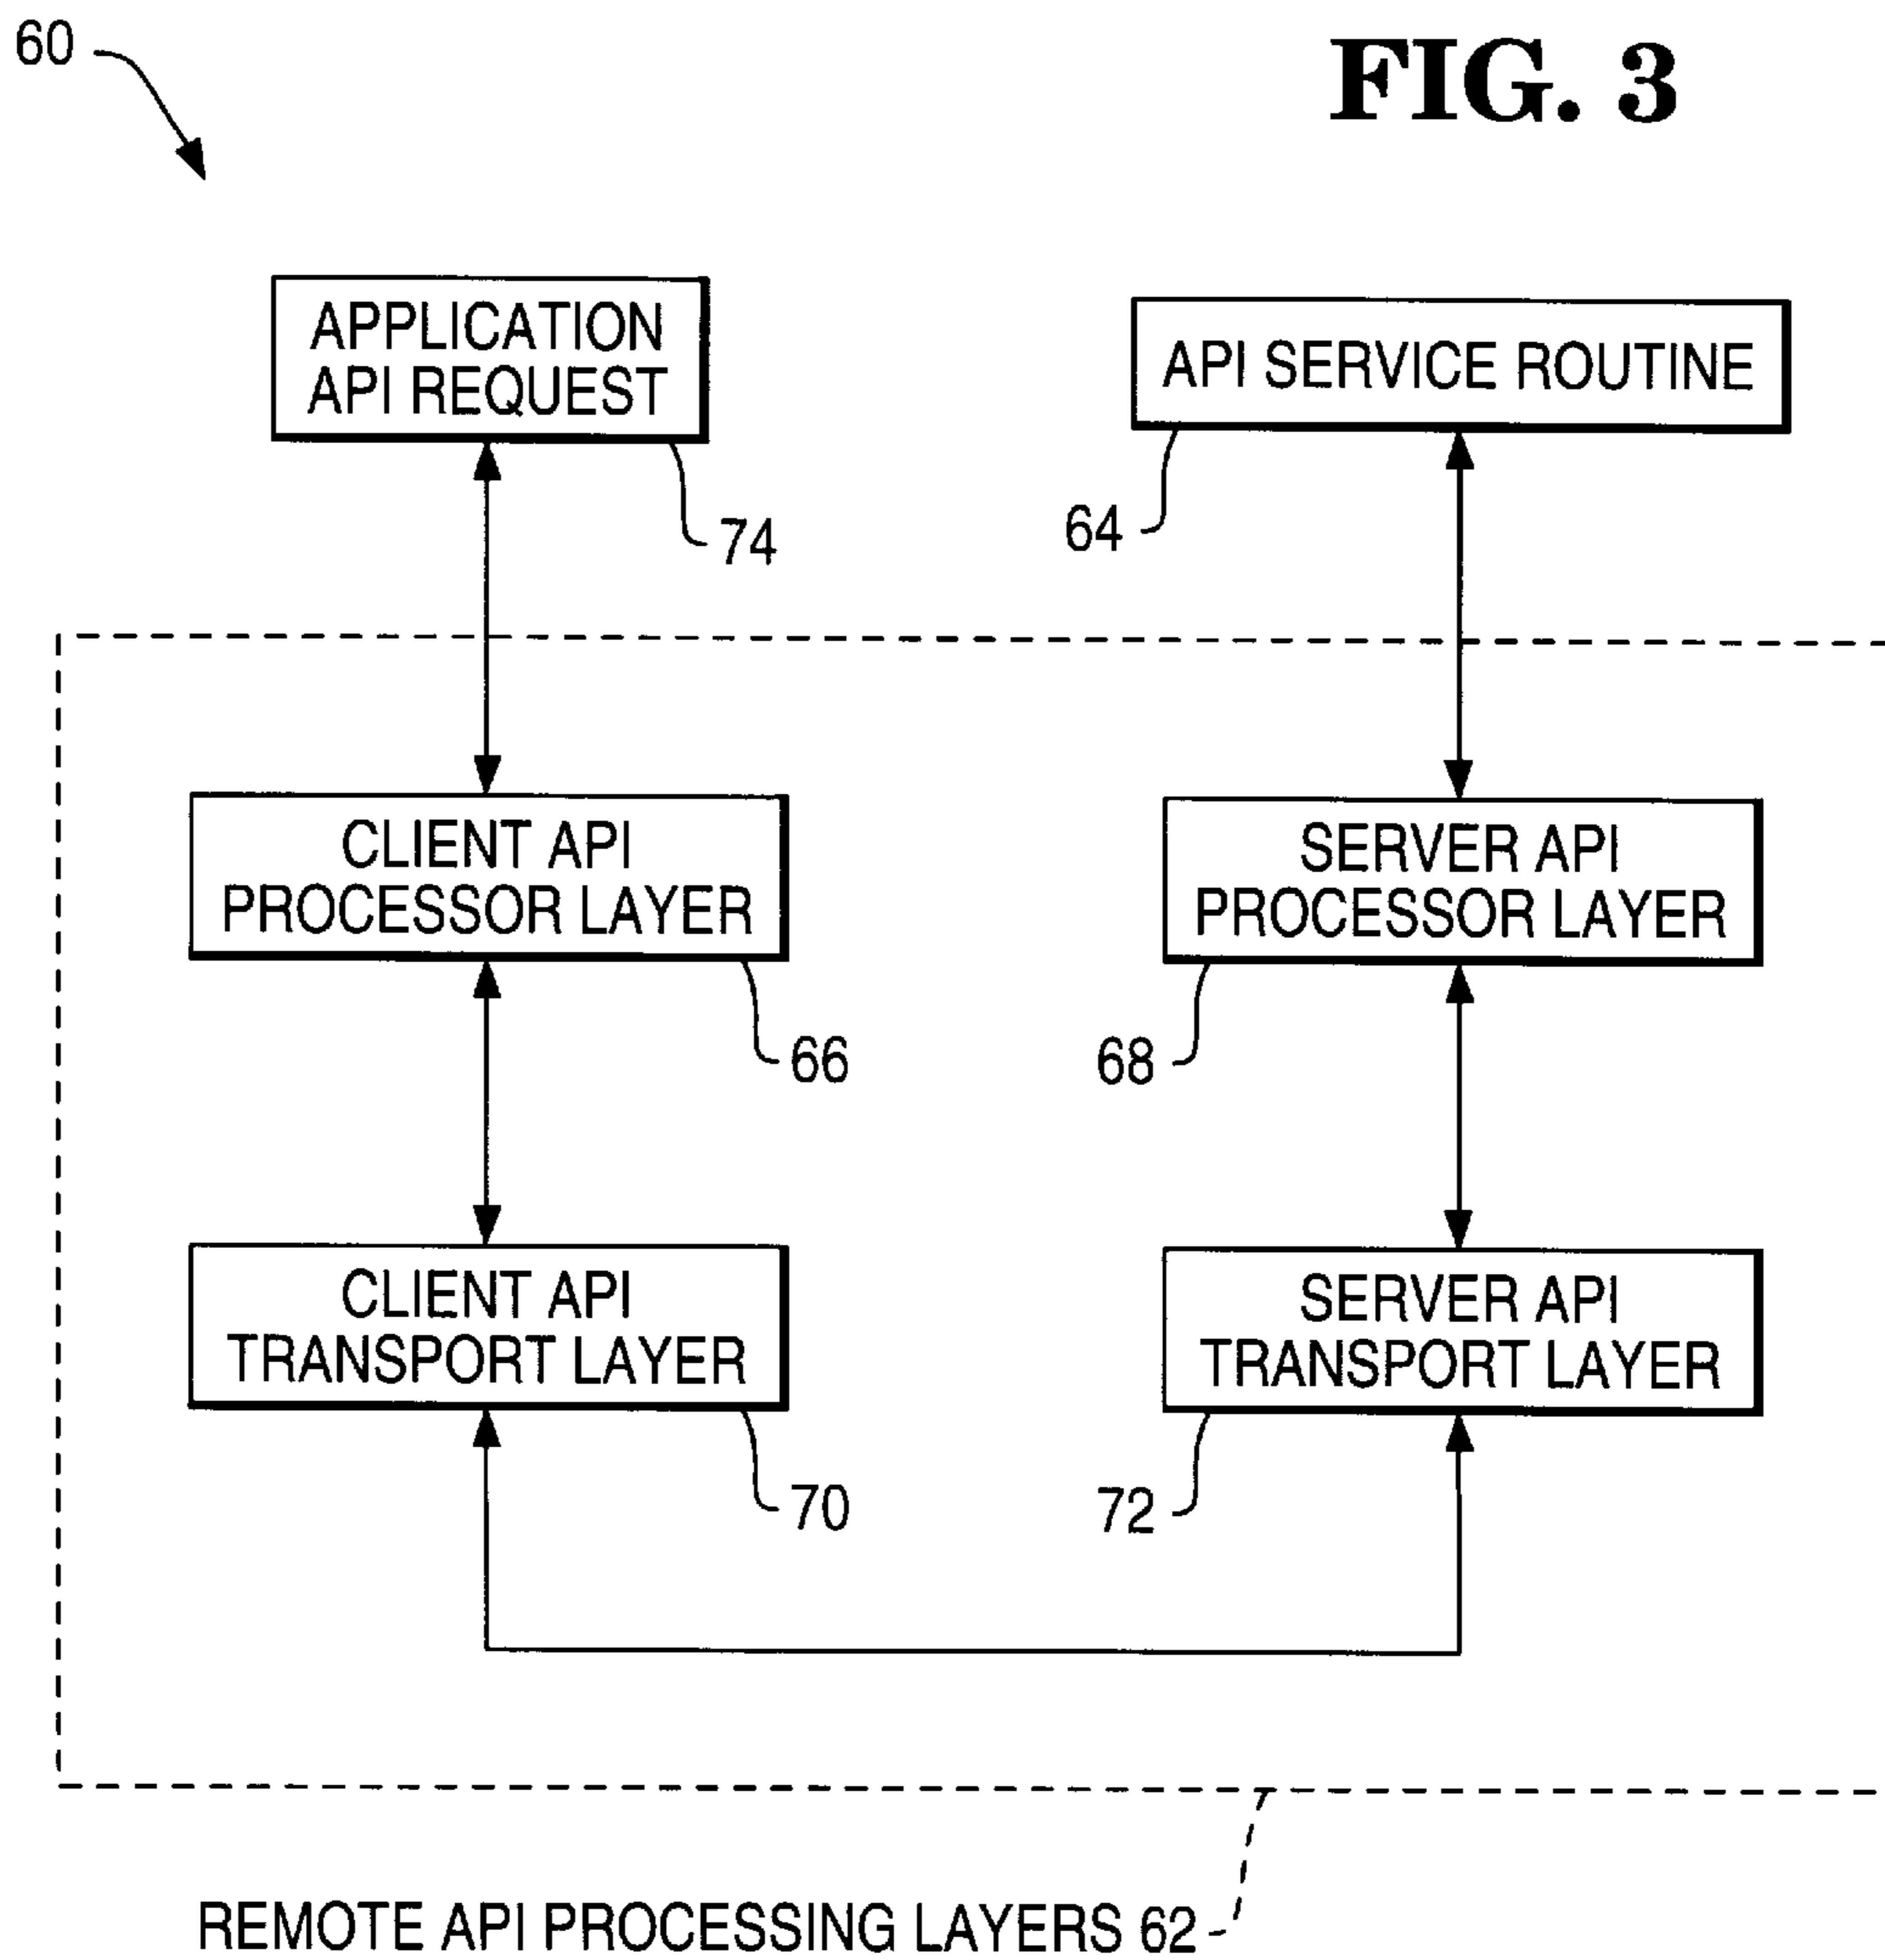 60
FIG. 3
APPLICATION
API REQUEST
API SERVICE ROUTINE
74
64
CLIENT API
PROCESSOR LAYER
SERVER API
PROCESSOR LAYER
66
68
CLIENT API
TRANSPORT LAYER
SERVER API
TRANSPORT LAYER
70
72
REMOTE API PROCESSING LAYERS 62